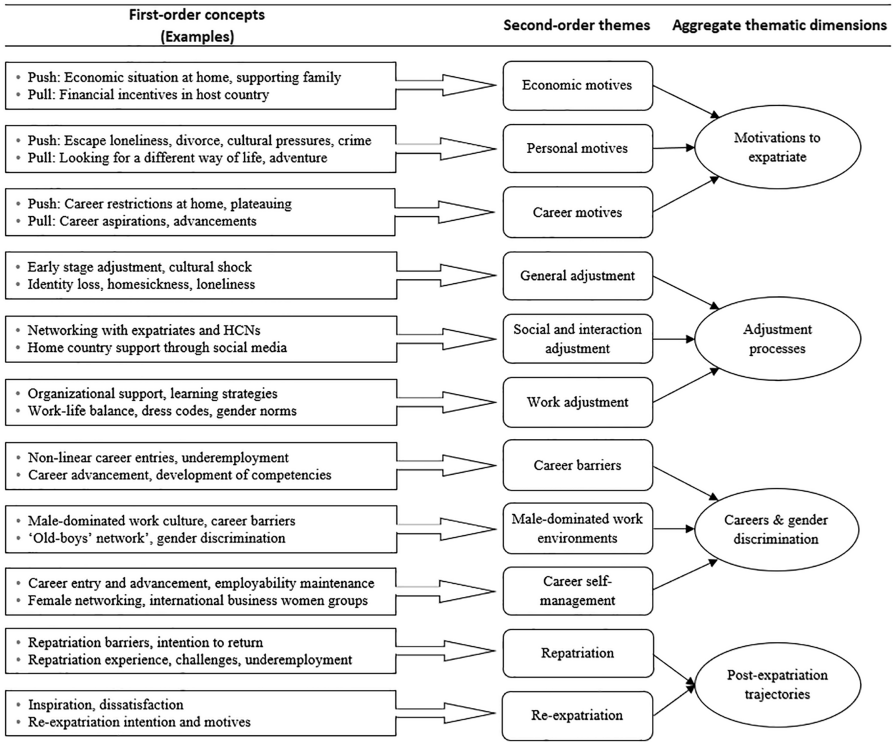 First-order concepts
(Examples)
Second-order themes
Aggregate thematic dimensions
• Push: Economic situation at home, supporting family
• Pull: Financial incentives in host country
Economic motives
• Push: Escape loneliness, divorce, cultural pressures, crime
• Pull: Looking for a different way of life, adventure
Personal motives
• Push: Career restrictions at home, plateauing
• Pull: Career aspirations, advancements
Career motives
Motivations to
expatriate
• Early stage adjustment, cultural shock
• Identity loss, homesickness, loneliness
General adjustment
• Networking with expatriates and HCNs
• Home country support through social media
Social and interaction
adjustment
• Organizational support, learning strategies
• Work-life balance, dress codes, gender norms
Work adjustment
Adjustment
processes
• Non-linear career entries, underemployment
• Career advancement, development of competencies
Career barriers
• Male-dominated work culture, career barriers
• ‘Old-boys’ network’, gender discrimination
Male-dominated work
environments
• Career entry and advancement, employability maintenance
• Female networking, international business women groups
Career self-
management
Careers & gender
discrimination
• Repatriation barriers, intention to return
• Repatriation experience, challenges, underemployment
Repatriation
• Inspiration, dissatisfaction
• Re-expatriation intention and motives
Re-expatriation
Post-expatriation
trajectories